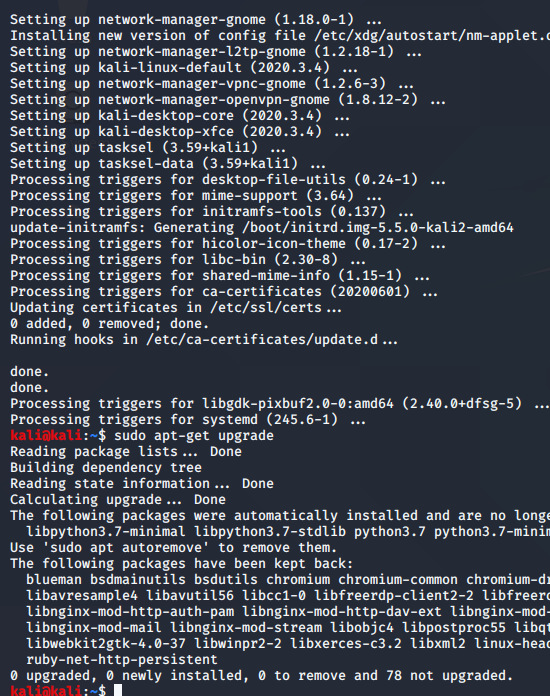 Setting up network-manager-gnome (1.18.0-1) ...
Installing new version of config file /etc/xdg/autostart/nm-applet.
Setting up network-manager-l2tp-gnome (1.2.18-1) ...
Setting up kali-linux-default (2020.3.4) ...
Setting up network-manager-vpnc-gnome (1.2.6-3) ...
Setting up network-manager-openvpn-gnome (1.8.12-2) ...
Setting up kali-desktop-core (2020.3.4) ...
Setting up kali-desktop-xfce (2020.3.4) ...
Setting up tasksel (3.59+kali1) ...
Setting up tasksel-data (3.59+kali1) ...
Processing triggers for desktop-file-utils (0.24-1) ...
Processing triggers for mime-support (3.64) ...
Processing triggers for initramfs-tools (0.137) ...
update-initramfs: Generating /boot/initrd.img-5.5.0-kali2-amd64
Processing triggers for hicolor-icon-theme (0.17-2) ...
Processing triggers for libc-bin (2.30-8) ...
Processing triggers for shared-mime-info (1.15-1) ...
Processing triggers for ca-certificates (20200601) ...
Updating certificates in /etc/ssl/certs...
0 added, 0 removed; done.
Running hooks in /etc/ca-certificates/update.d...
done.
done.
Processing triggers for libgdk-pixbuf2.0-0:amd64 (2.40.0+dfsg-5) ...
Processing triggers for systemd (245.6-1) ...
kali@kali:~$ sudo apt-get upgrade
Reading package lists... Done
Building dependency tree
Reading state information... Done
Calculating upgrade... Done
The following packages were automatically installed and are no longe
libpython3.7-minimal libpython3.7-stdlib python3.7 python3.7-minim
Use 'sudo apt autoremove' to remove them.
The following packages have been kept back:
blueman bsdmainutils bsdutils chromium chromium-common chromium-dr
libavresample4 libavutil56 libcc1-0 libfreerdp-client2-2 libfreerd
libnginx-mod-http-auth-pam libnginx-mod-http-dav-ext libnginx-mod-
libnginx-mod-mail libnginx-mod-stream libobjc4 libpostproc55 libqt
libwebkit2gtk-4.0-37 libwinpr2-2 libxerces-c3.2 libxml2 linux-head
ruby-net-http-persistent
0 upgraded, 0 newly installed, 0 to remove and 78 not upgraded.
kali@kali:~$